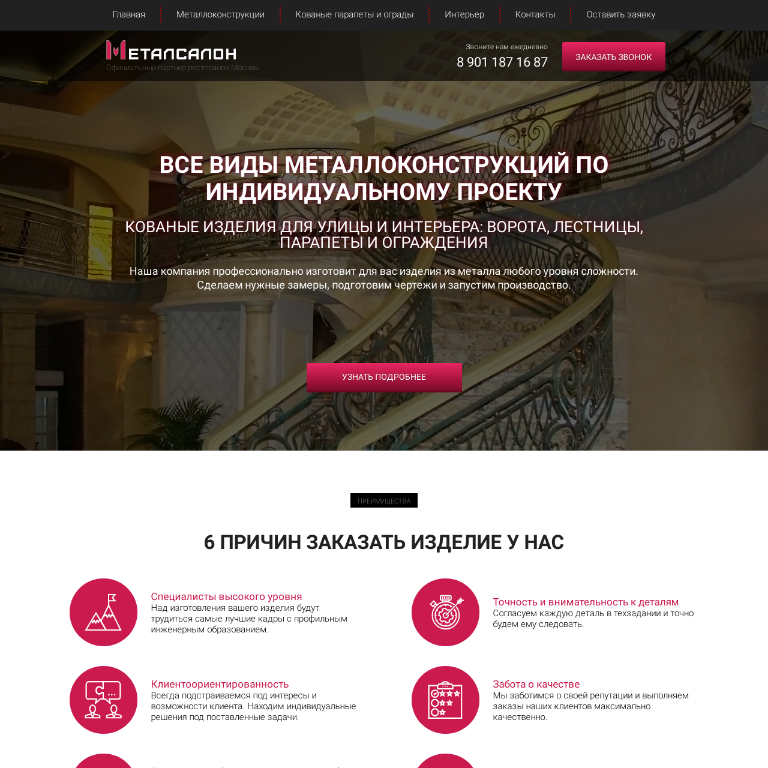 Главная
Металлоконструкции
Кованые парапеты и ограды
Интерьер
Контакты
Оставить заявку
МЕТАЛСАЛОН
Официальный партнер ресторанов Москвы
Звоните нам ежедневно
8 901 187 16 87
ЗАКАЗАТЬ ЗВОНОК
ВСЕ ВИДЫ МЕТАЛЛОКОНСТРУКЦИЙ ПО
ИНДИВИДУАЛЬНОМУ ПРОЕКТУ
КОВАНЫЕ ИЗДЕЛИЯ ДЛЯ УЛИЦЫ И ИНТЕРЬЕРА: ВОРОТА, ЛЕСТНИЦЫ,
ПАРАПЕТЫ И ОГРАЖДЕНИЯ
Наша компания профессионально изготовит для вас изделия из металла любого уровня сложности.
Сделаем нужные замеры, подготовим чертежи и запустим производство.
УЗНАТЬ ПОДРОБНЕЕ
ПРЕИМУЩЕСТВА
6 ПРИЧИН ЗАКАЗАТЬ ИЗДЕЛИЕ У НАС
Специалисты высокого уровня
Над изготовления вашего изделия будут
трудиться самые лучшие кадры с профильным
инженерным образованием.
Точность и внимательность к деталям
Согласуем каждую деталь в техзадании и точно
будем ему следовать.
Клиентоориентированность
Всегда подстраиваемся под интересы и
возможности клиента. Находим индивидуальные
решения под поставленные задачи.
Забота о качестве
Мы заботимся о своей репутации и выполняем
заказы наших клиентов максимально
качественно.